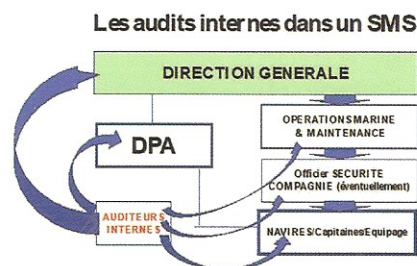 Les audits internes dans un SMS
DIRECTION GENERALE
OPERATIONS MARINE
& MAINTENANCE
DPA
Officier SECURITE
COMPAGNIE (éventuellement)
AUDITEURS
INTERNES
NAVIRES/Capitaines/Equipage